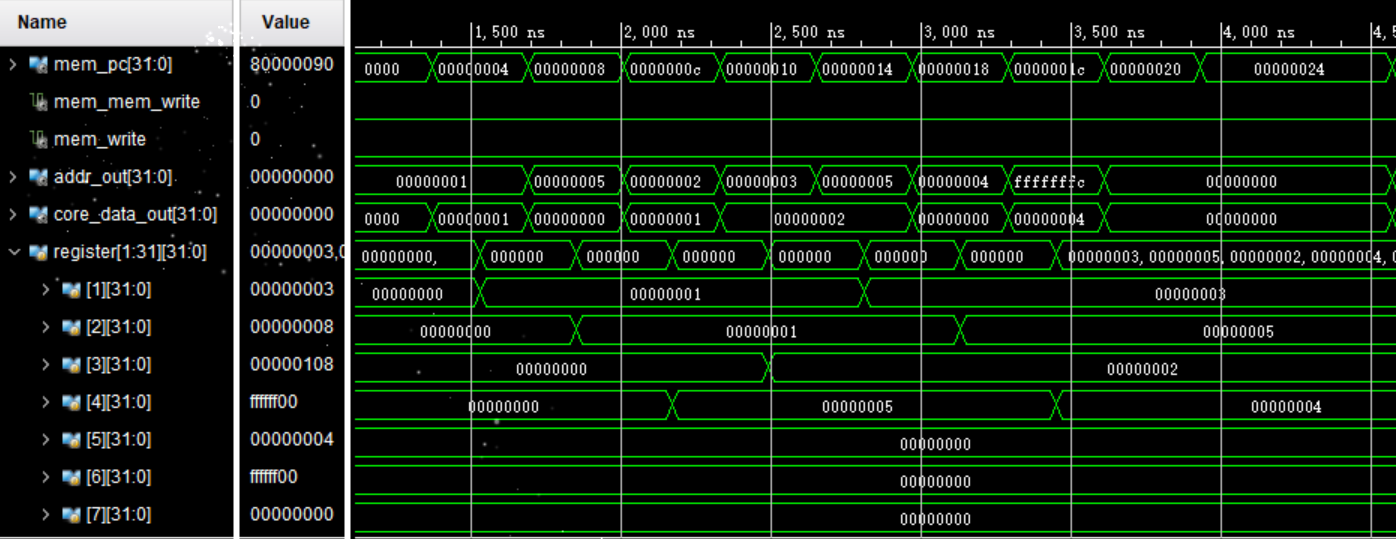 Name Value
1,500 ns 2,000 ns 2,500 ns 3,000 ns 3,500 ns 4,000 ns 4,5
mem_pc[31:0] 80000090 0000 00000004 00000008 0000000c 00000010 00000014 00000018 0000001c 00000020 00000024
mem_mem_write 0
mem_write 0
addr_out[31:0] 00000000 00000001 00000005 00000002 00000003 00000005 00000004 fffffffc 00000000
core_data_out[31:0] 00000000 0000 00000001 00000000 00000001 00000002 00000000 00000004 00000000
register[1:31][31:0] 00000003,0 00000000, 000000 000000 000000 000000 000000 000000 00000003, 00000005, 00000002, 00000004, 0
[1][31:0] 00000003 00000000 00000001 00000003
[2][31:0] 00000008 00000000 00000001 00000005
[3][31:0] 00000108 00000000 00000002
[4][31:0] ffffff00 00000000 00000005 00000004
[5][31:0] 00000004 00000000
[6][31:0] ffffff00 00000000
[7][31:0] 00000000 00000000